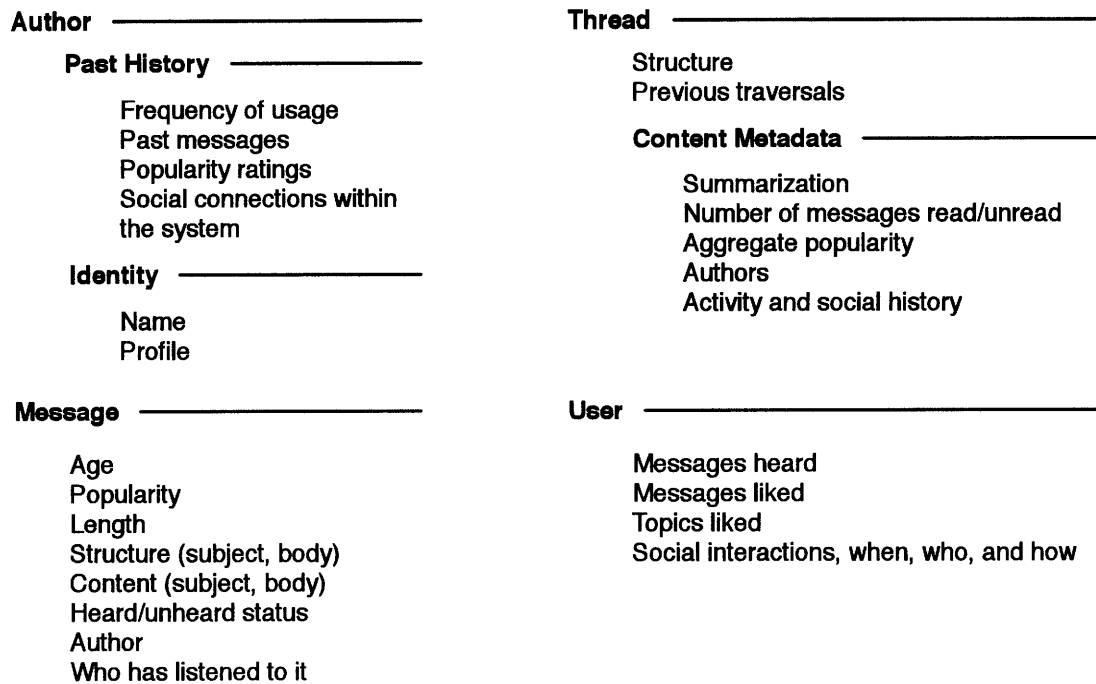 Author
Past History
Frequency of usage
Past messages
Popularity ratings
Social connections within
the system
Identity
Name
Profile
Message
Age
Popularity
Length
Structure (subject, body)
Content (subject, body)
Heard/unheard status
Author
Who has listened to it
Thread
Structure
Previous traversals
Content Metadata
Summarization
Number of messages read/unread
Aggregate popularity
Authors
Activity and social history
User
Messages heard
Messages liked
Topics liked
Social interactions, when, who, and how